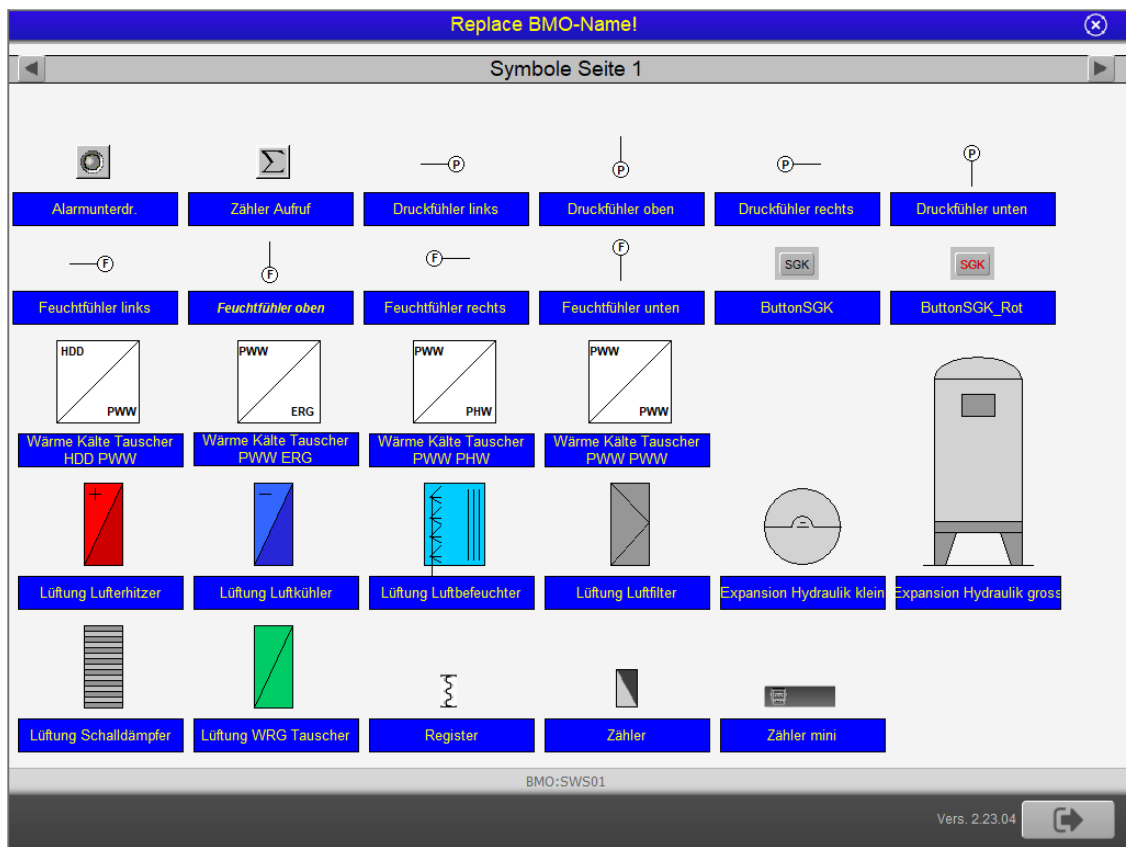 Replace BMO-Name!
Symbole Seite 1
Σ
P
P
P
P
Alarmunterdr.
Zähler Aufruf
Druckfühler links
Druckfühler oben
Druckfühler rechts
Druckfühler unten
F
F
F
F
SGK
SGK
Feuchtfühler links
Feuchtfühler oben
Feuchtfühler rechts
Feuchtfühler unten
ButtonSGK
ButtonSGK_Rot
HDD
PWW
PWW
ERG
PWW
PHW
PWW
PWW
Wärme Kälte Tauscher
HDD PWW
Wärme Kälte Tauscher
PWW ERG
Wärme Kälte Tauscher
PWW PHW
Wärme Kälte Tauscher
PWW PWW
+
−
Lüftung Lufterhitzer
Lüftung Luftkühler
Lüftung Luftbefeuchter
Lüftung Luftfilter
Expansion Hydraulik klein
Expansion Hydraulik gross
Lüftung Schalldämpfer
Lüftung WRG Tauscher
Register
Zähler
Zähler mini
BMO:SWS01
Vers. 2.23.04